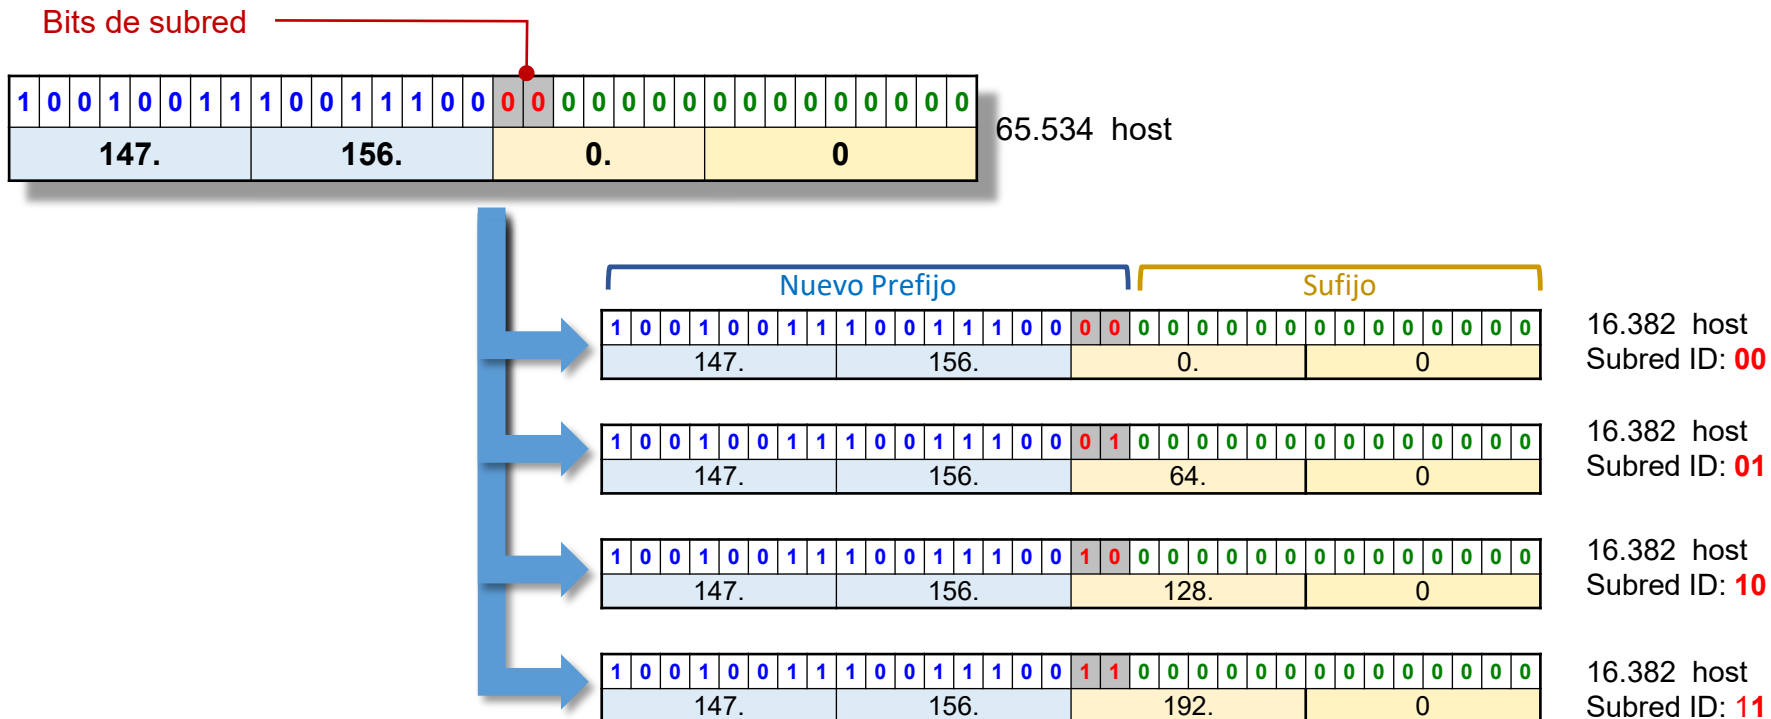 Bits de subred
1 0 0 1 0 0 1 1 1 0 0 1 1 1 0 0 0 0 0 0 0 0 0 0 0 0 0 0 0 0 0 0
147. 156. 0. 0
65.534 host
Nuevo Prefijo Sufijo
1 0 0 1 0 0 1 1 1 0 0 1 1 1 0 0 0 0 0 0 0 0 0 0 0 0 0 0 0 0 0 0
147. 156. 0. 0
16.382 host
Subred ID: 00
1 0 0 1 0 0 1 1 1 0 0 1 1 1 0 0 0 1 0 0 0 0 0 0 0 0 0 0 0 0 0 0
147. 156. 64. 0
16.382 host
Subred ID: 01
1 0 0 1 0 0 1 1 1 0 0 1 1 1 0 0 1 0 0 0 0 0 0 0 0 0 0 0 0 0 0 0
147. 156. 128. 0
16.382 host
Subred ID: 10
1 0 0 1 0 0 1 1 1 0 0 1 1 1 0 0 1 1 0 0 0 0 0 0 0 0 0 0 0 0 0 0
147. 156. 192. 0
16.382 host
Subred ID: 11